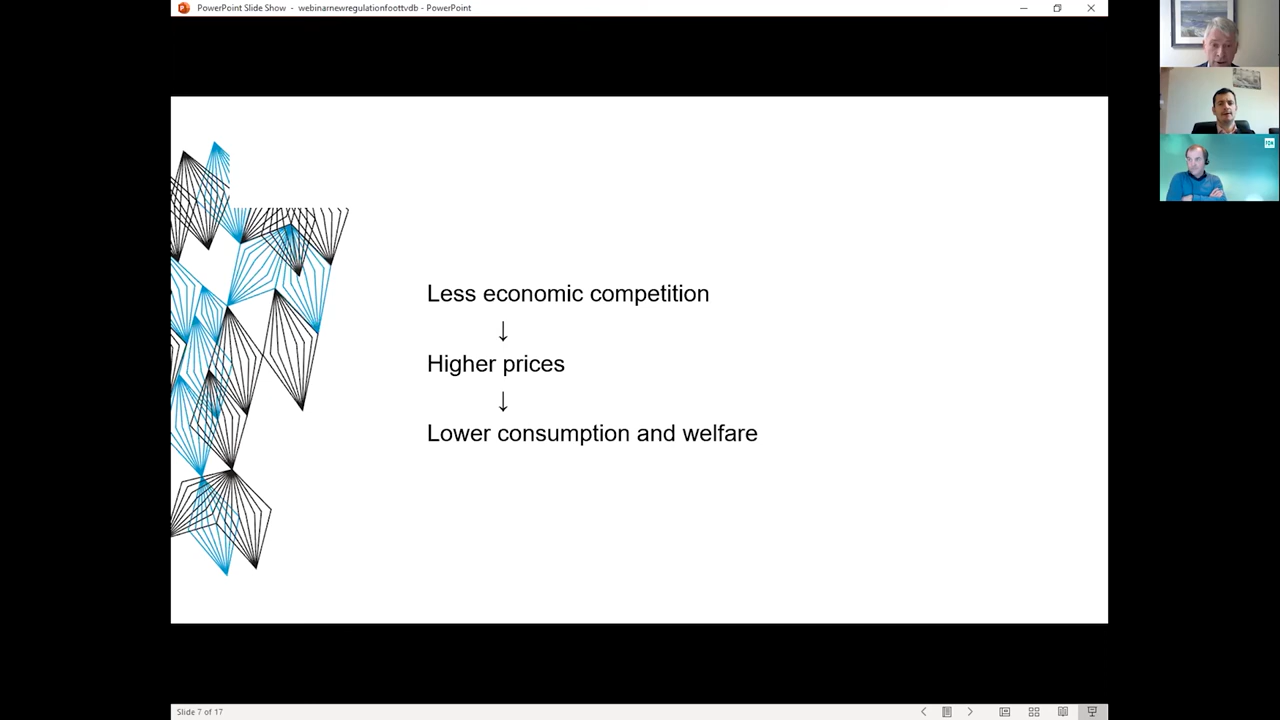 PowerPoint Slide Show - webinarnewregulationfoottvdb - PowerPoint
Less economic competition
↓
Higher prices
↓
Lower consumption and welfare
Slide 7 of 17